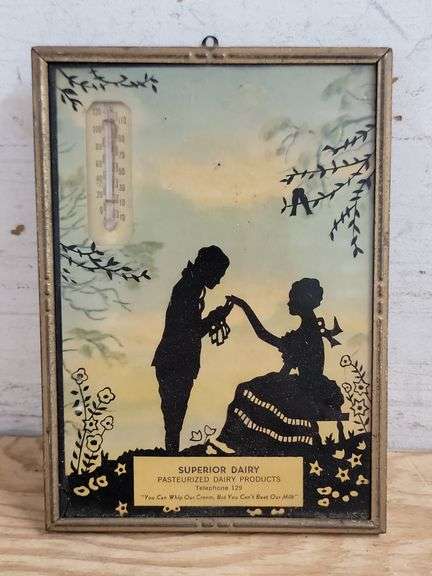 SUPERIOR DAIRY
PASTEURIZED DAIRY PRODUCTS
Telephone 129
"You Can Whip Our Cream, But You Can't Beat Our Milk"